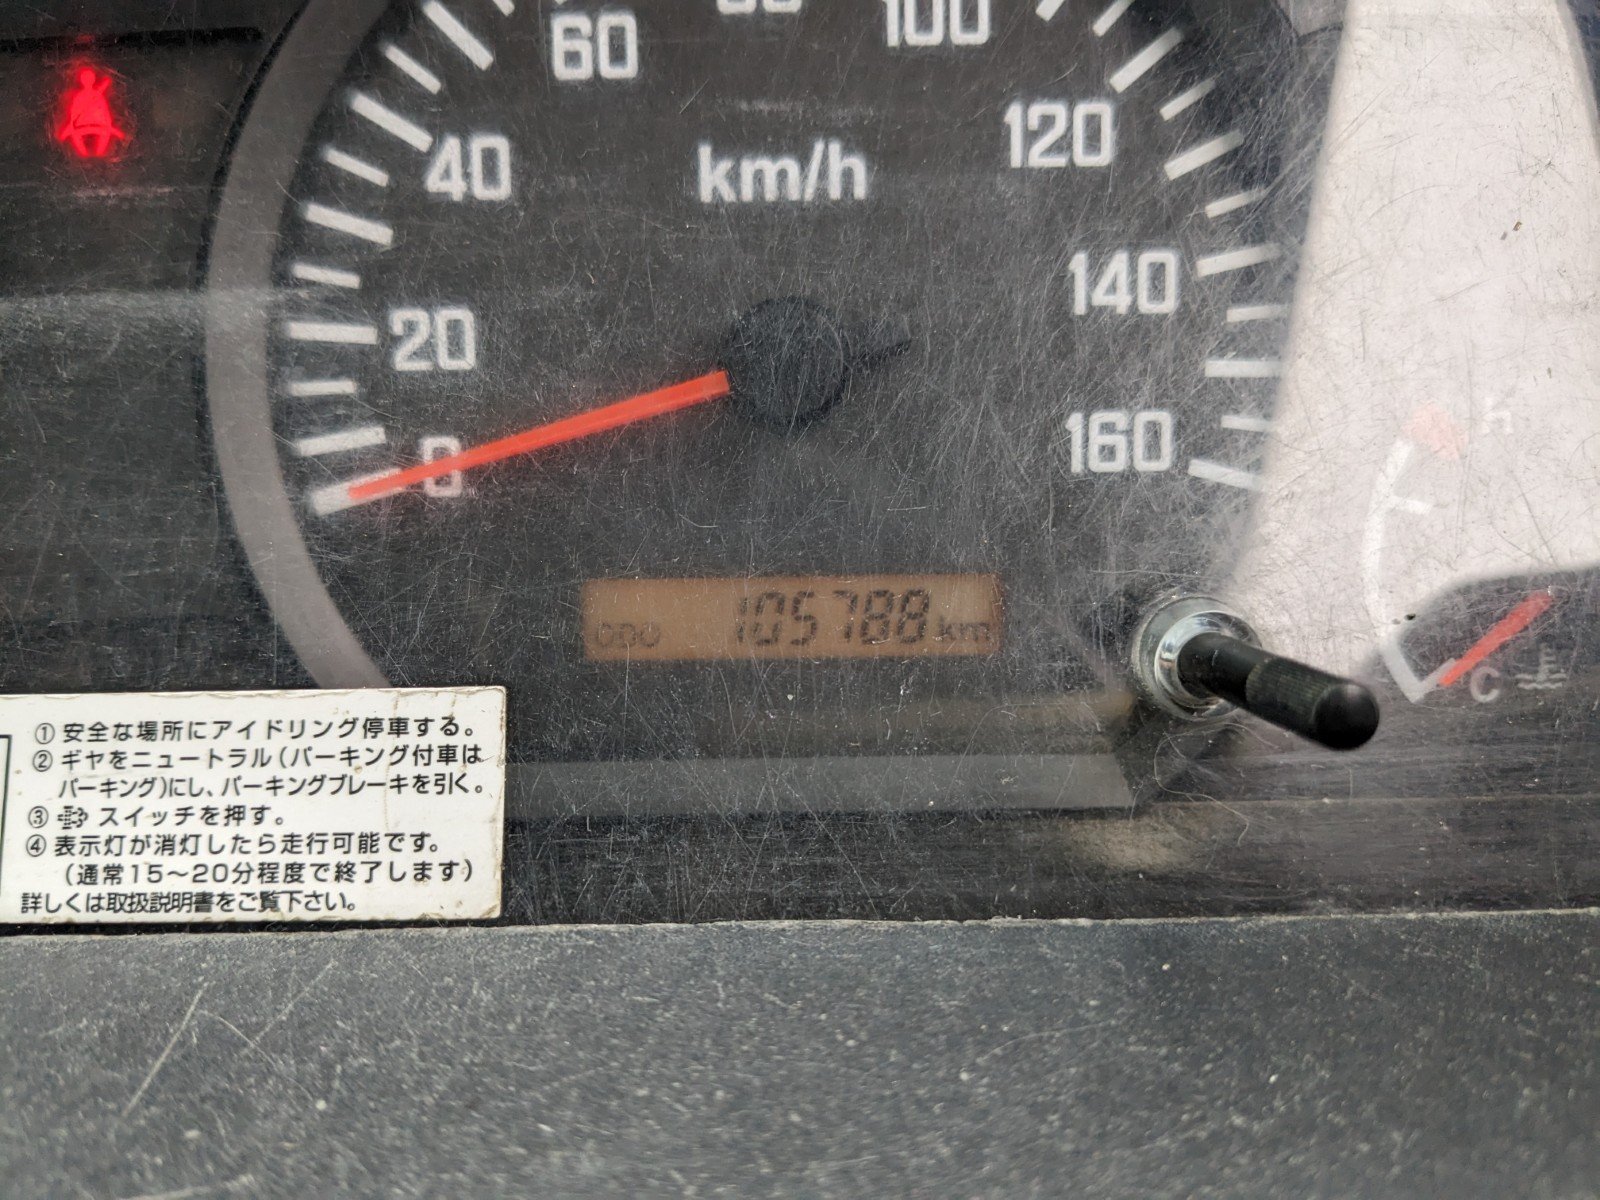 60
80
100
40
km/h
120
20
140
0
160
ODO 105788 km
C
①安全な場所にアイドリング停車する。
②ギヤをニュートラル(パーキング付車は
パーキング)にし、パーキングブレーキを引く。
③ スイッチを押す。
④表示灯が消灯したら走行可能です。
(通常15～20分程度で終了します)
詳しくは取扱説明書をご覧下さい。